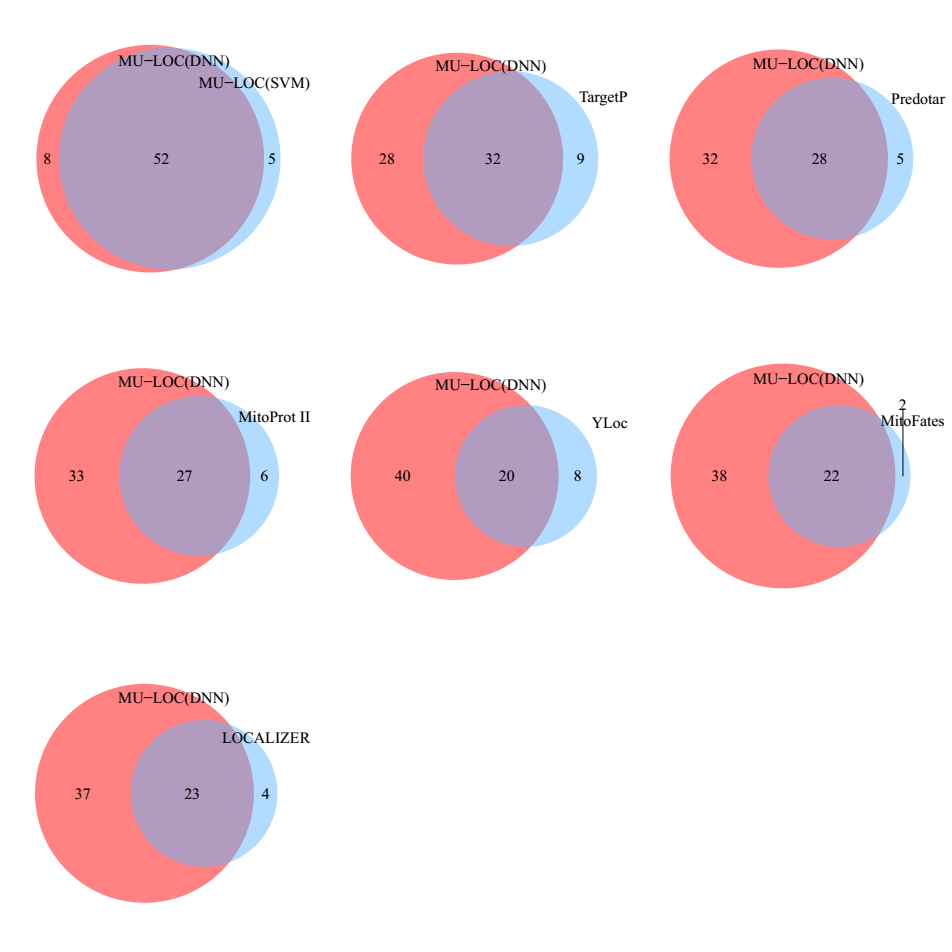 MU−LOC(DNN)
MU−LOC(SVM)
8
52
5
MU−LOC(DNN)
TargetP
28
32
9
MU−LOC(DNN)
Predotar
32
28
5
MU−LOC(DNN)
MitoProt II
33
27
6
MU−LOC(DNN)
YLoc
40
20
8
MU−LOC(DNN)
2
MitoFates
38
22
MU−LOC(DNN)
LOCALIZER
37
23
4